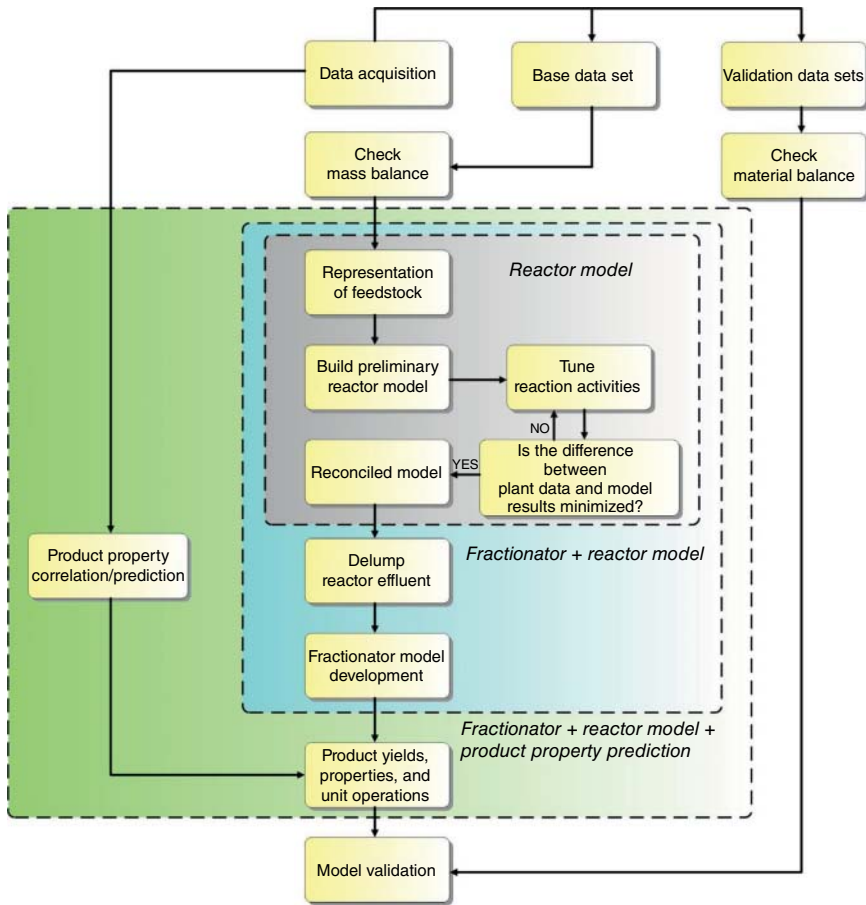 Data acquisition
Base data set
Validation data sets
Check
mass balance
Check
material balance
Reactor model
Representation
of feedstock
Build preliminary
reactor model
Tune
reaction activities
NO
Is the difference
between
plant data and model
results minimized?
YES
Reconciled model
Product property
correlation/prediction
Fractionator + reactor model
Delump
reactor effluent
Fractionator model
development
Fractionator + reactor model +
product property prediction
Product yields,
properties, and
unit operations
Model validation